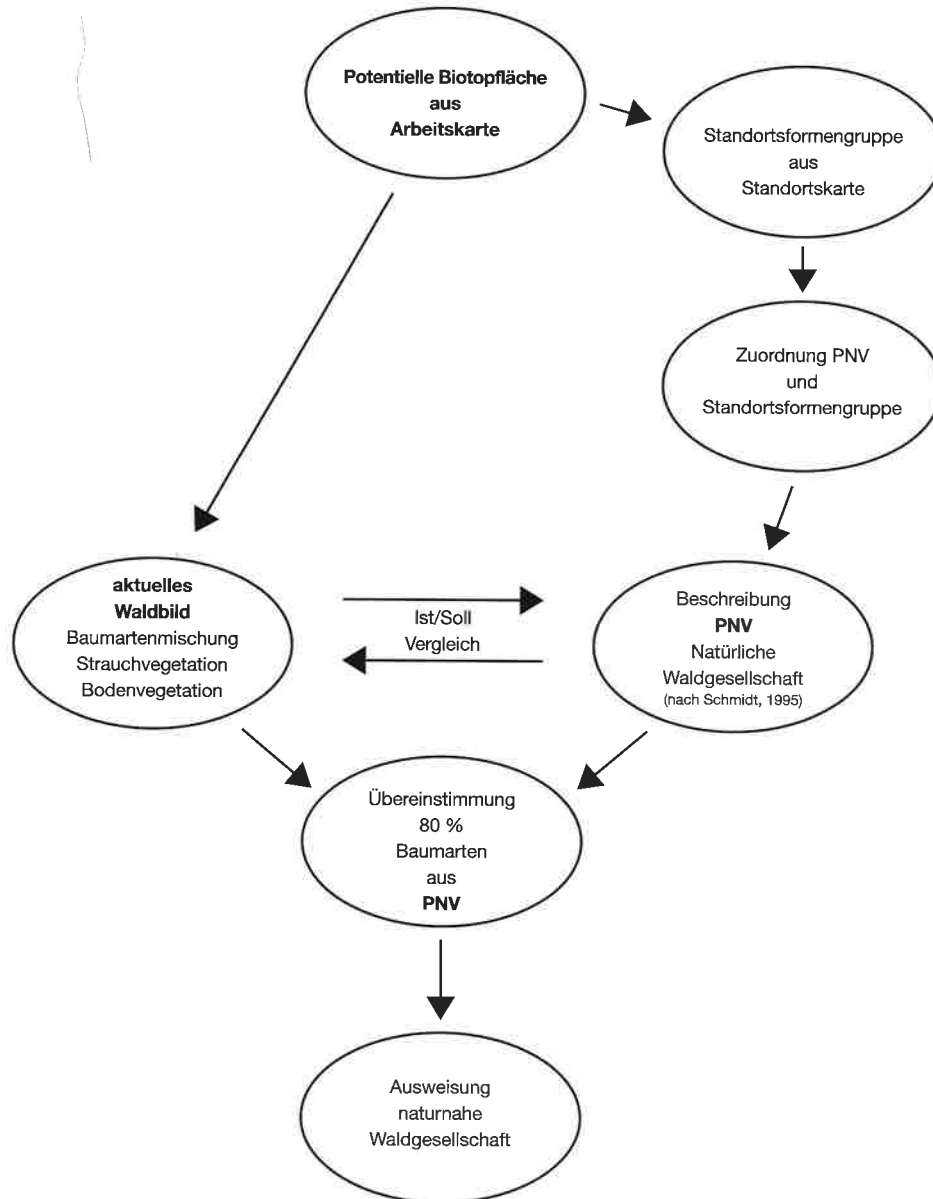 Potentielle Biotopfläche
aus
Arbeitskarte
Standortsformengruppe
aus
Standortskarte
Zuordnung PNV
und
Standortsformengruppe
aktuelles
Waldbild
Baumartenmischung
Strauchvegetation
Bodenvegetation
Ist/Soll
Vergleich
Beschreibung
PNV
Natürliche
Waldgesellschaft
(nach Schmidt, 1995)
Übereinstimmung
80 %
Baumarten
aus
PNV
Ausweisung
naturnahe
Waldgesellschaft